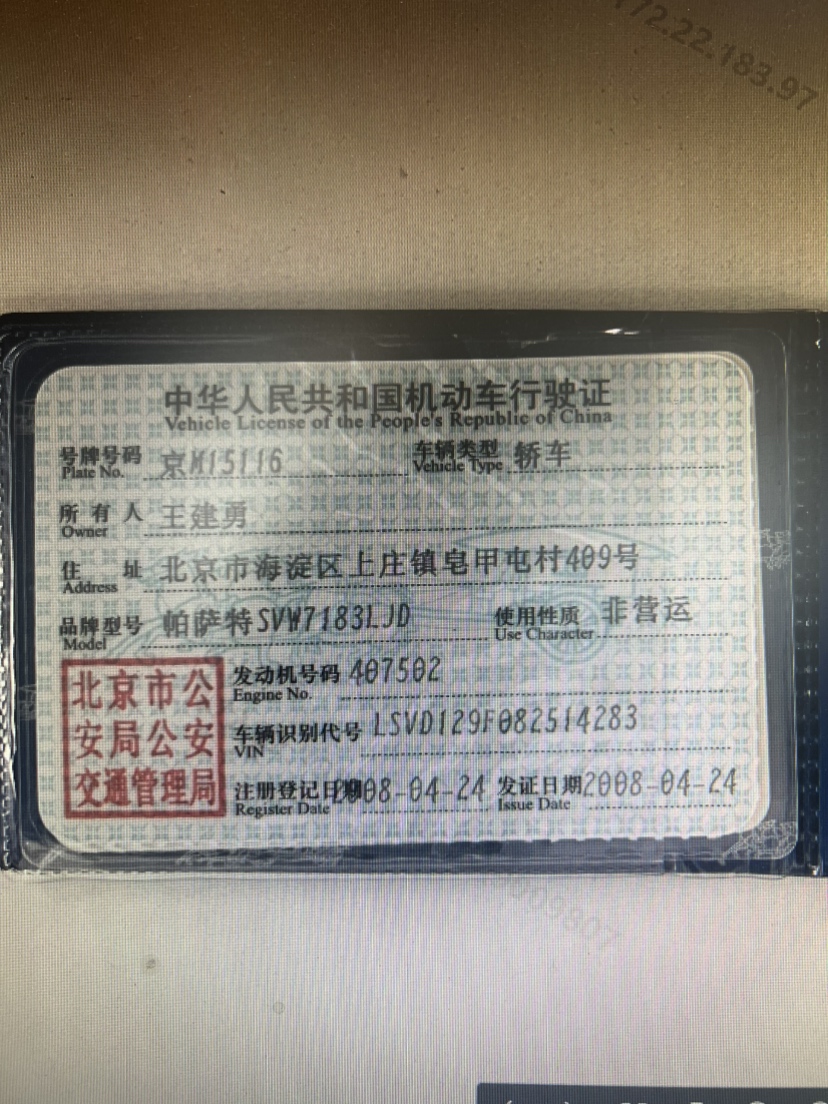 172.22.183.97
中华人民共和国机动车行驶证
Vehicle License of the People's Republic of China
号牌号码 京M15116 车辆类型 轿车
Plate No. Vehicle Type
所有人 王建勇
Owner
住址 北京市海淀区上庄镇皂甲屯村409号
Address
品牌型号 帕萨特SVW7183LJD 使用性质 非营运
Model Use Character
北京市公
安局公安
交通管理局
发动机号码 407502
Engine No.
车辆识别代号 LSVD129F082514283
VIN
注册登记日期 2008-04-24 发证日期 2008-04-24
Register Date Issue Date
009807